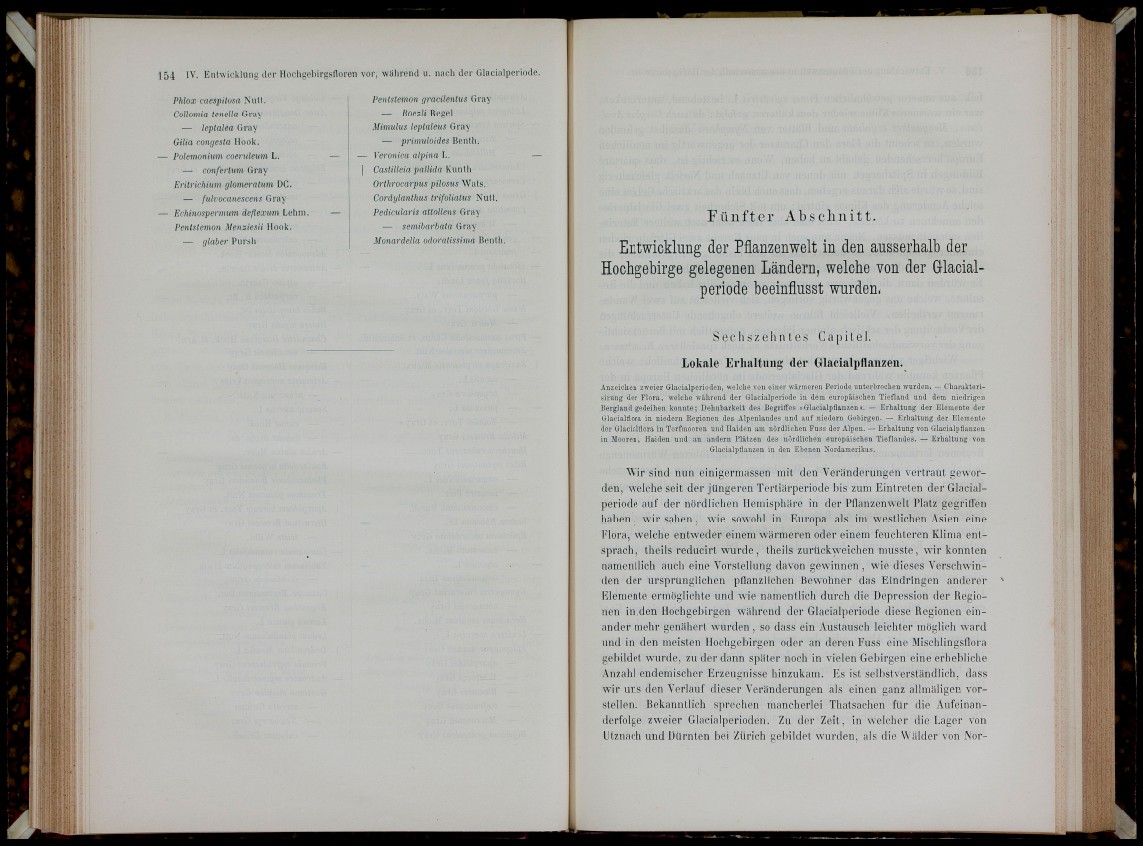 154 IV. Entwicklung der Hochgebirgsfloren vor, während u. nach der Glacialperiode.
Phlox caespitosa Nutt.
Collomia tenella Gray
— leptalea Gray
Gilia congesta Hook.
— Polemonium coeruleum L. —
— confertum Gray
Eritrichium glomeratum DC.
— fulvocanescens Gray
— Echinospermum deflexum Lehm. —
Pentstemon Menziesii Hook.
— glaber Pursh
Pentstemon gracilentus Gray
— Roezli Regel
Mimulus leptaleus Gray
— primuloides Benth.
— Veronica alpina L. —
Castilleia pallida Kunth
Orthrocarpus pilosus Wats.
Cordylanthus trifoliatus Nutt.
Pedicularis attollens Gray
— semibarbata Gray
Monardella odoratissima Benth.
Fünfter Abschnitt.
Entwicklung der Pflanzenwelt in den ausserhalb der
Hochgebirge gelegenen Ländern, welche von der Glacial-
periode beeinflusst wurden.
Sechszehntes Capitel.
Lokale Erhaltung der Glacialpflanzen.
Anzeichen zweier Glacialperioden, welche von einer wärmeren Periode unterbrochen wurden. — Charakteri-
sirung der Flora, welche während der Glacialperiode in dem europäischen Tiefland und dem niedrigen
Bergland gedeihen konnte; Dehnbarkeit des Begriffes »Glacialpflanzen«. — Erhaltung der Elemente der
Glacialflora in niedern Regionen des Alpenlandes und auf niedern Gebirgen. — Erhaltung der Elemente
der Glacialflora in Torfmooren und Haiden am nördlichen Fuss der Alpen. — Erhaltung von Glacialpflanzen
in Mooren, Haiden und an andern Plätzen des nördlichen europäischen Tieflandes. — Erhaltung von
Glacialpflanzen in den Ebenen Nordamerikas.
Wir sind nun einigermassen mit den Veränderungen vertraut gewor-
den, welche seit der jüngeren Tertiärperiode bis zum Eintreten der Glacial-
periode auf der nördlichen Hemisphäre in der Pflanzenwelt Platz gegriffen
haben, wir sahen, wie sowohl in Europa als im westlichen Asien eine
Flora, welche entweder einem wärmeren oder einem feuchteren Klima ent-
sprach, theils reducirt wurde, theils zurückweichen musste, wir konnten
namentlich auch eine Vorstellung davon gewinnen, wie dieses Verschwin-
den der ursprünglichen pflanzlichen Bewohner das Eindringen anderer
Elemente ermöglichte und wie namentlich durch die Depression der Regio-
nen in den Hochgebirgen während der Glacialperiode diese Regionen ein-
ander mehr genähert wurden, so dass ein Austausch leichter möglich ward
und in den meisten Hochgebirgen oder an deren Fuss eine Mischlingsflora
gebildet wurde, zu der dann später noch in vielen Gebirgen eine erhebliche
Anzahl endemischer Erzeugnisse hinzukam. Es ist selbstverständlich, dass
wir uns den Verlauf dieser Veränderungen als einen ganz allmäligen vor-
stellen. Bekanntlich sprechen mancherlei Thatsachen für die Aufeinan-
derfolge zweier Glacialperioden. Zu der Zeit, in welcher die Lager von
Utznach und Dürnten bei Zürich gebildet wurden, als die Wälder von Nor-